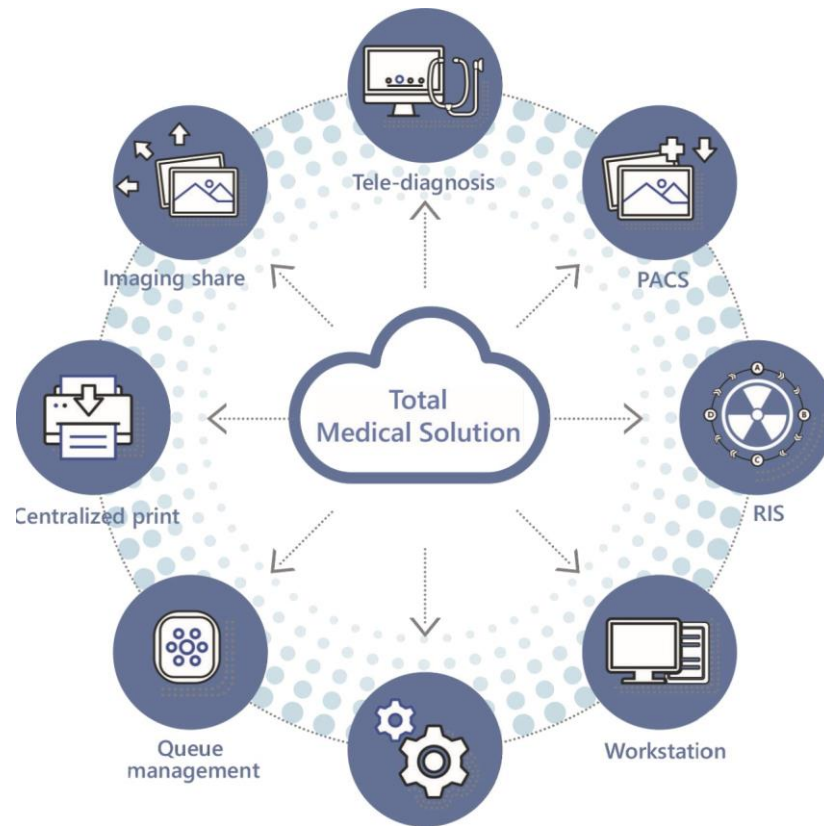 Tele-diagnosis
Imaging share
PACS
Total
Medical Solution
A
D
B
C
Centralized print
RIS
Queue
management
Workstation